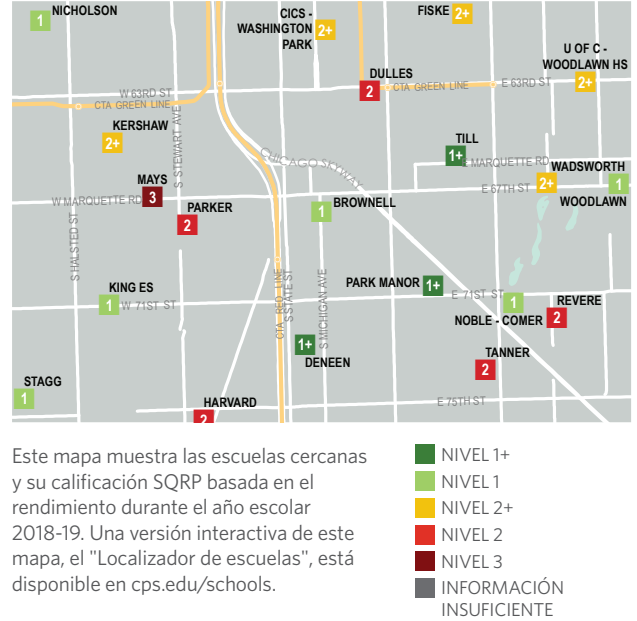 NICHOLSON
1
CICS -
WASHINGTON
PARK
2+
FISKE
2+
U OF C -
WOODLAWN HS
2+
DULLES
2
W 63RD ST
CTA GREEN LINE
CTA GREEN LINE
E 63RD ST
KERSHAW
2+
S STEWART AVE
CHICAGO SKYWAY
TILL
1+
E MARQUETTE RD
WADSWORTH
2+
1
WOODLAWN
MAYS
3
W MARQUETTE RD
E 67TH ST
PARKER
2
BROWNELL
1
S HALSTED ST
KING ES
1
W 71ST ST
CTA RED LINE
S STATE ST
S MICHIGAN AVE
PARK MANOR
1+
E 71ST ST
1
NOBLE - COMER
REVERE
2
1+
DENEEN
TANNER
2
STAGG
1
HARVARD
2
E 75TH ST
Este mapa muestra las escuelas cercanas
y su calificación SQRP basada en el
rendimiento durante el año escolar
2018-19. Una versión interactiva de este
mapa, el "Localizador de escuelas", está
disponible en cps.edu/schools.
NIVEL 1+
NIVEL 1
NIVEL 2+
NIVEL 2
NIVEL 3
INFORMACIÓN
INSUFICIENTE